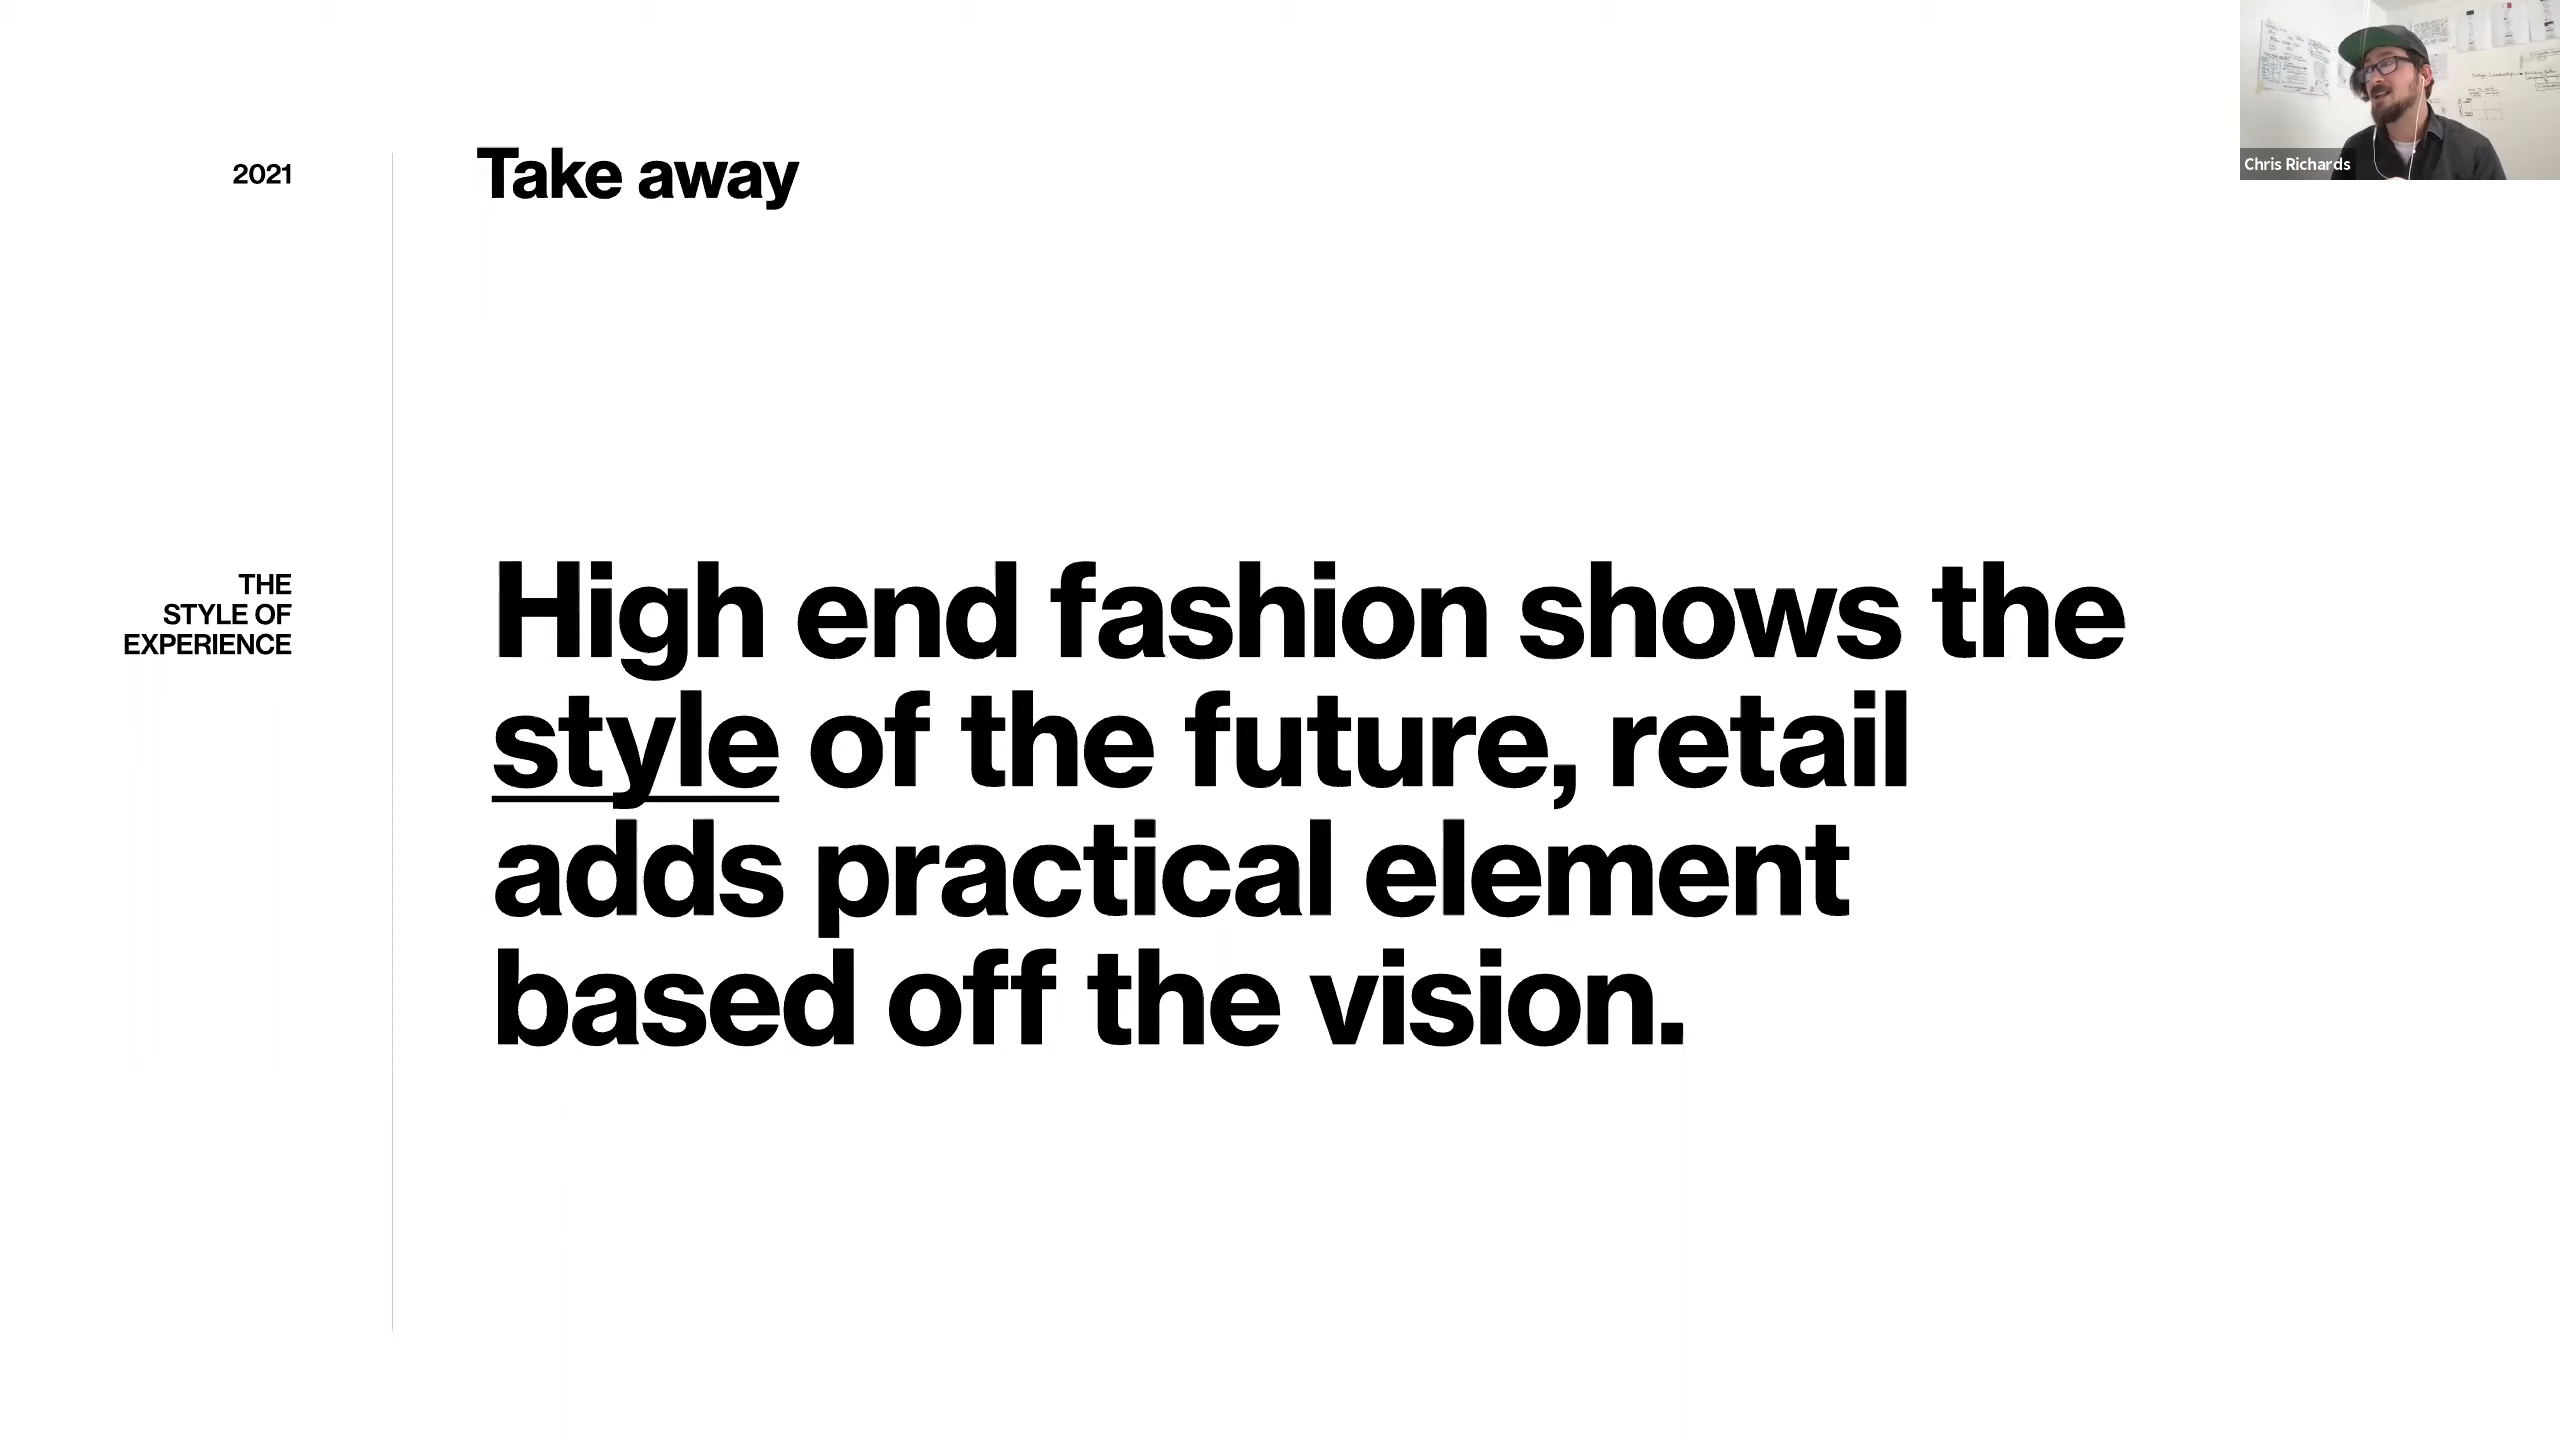 2021
Take away
THE
STYLE OF
EXPERIENCE
High end fashion shows the
style of the future, retail
adds practical element
based off the vision.
Chris Richards